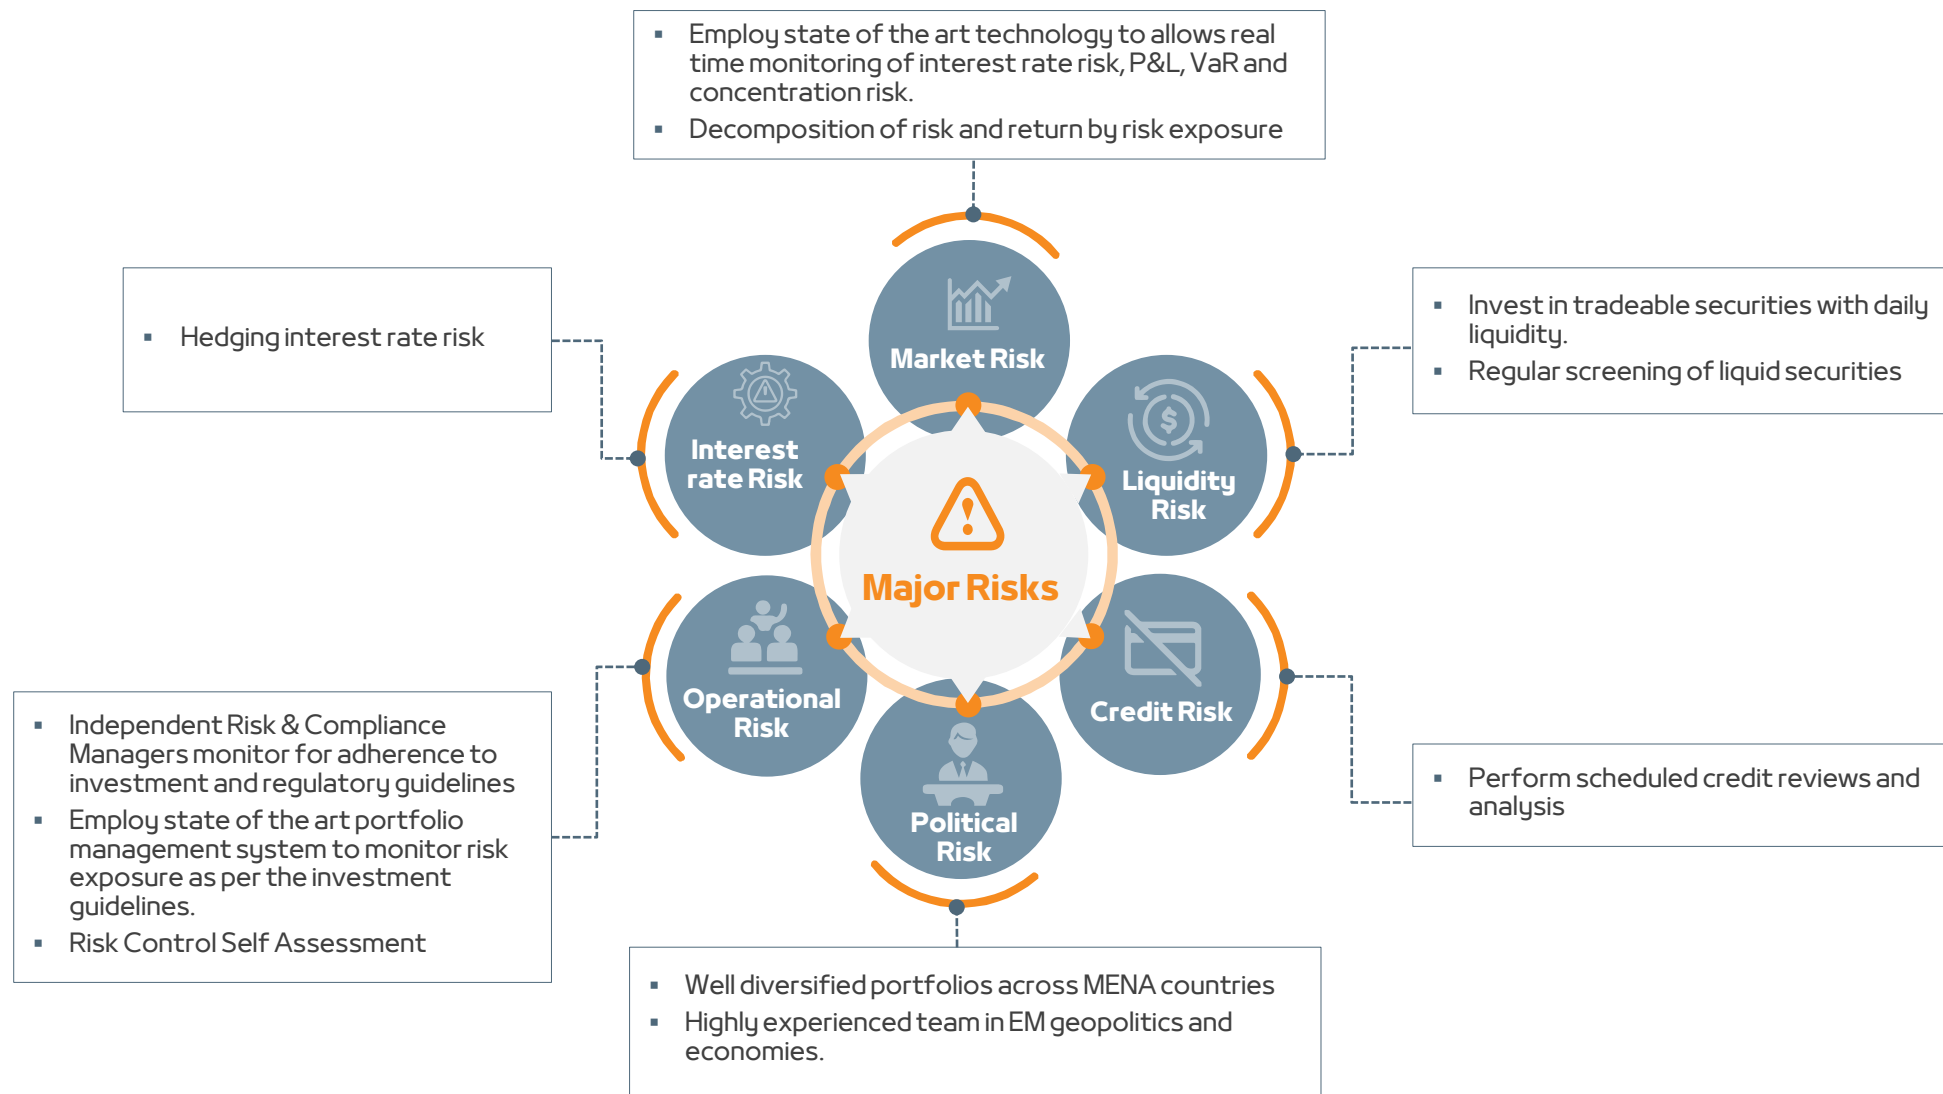 ▪ Employ state of the art technology to allows real
time monitoring of interest rate risk, P&L, VaR and
concentration risk.
▪ Decomposition of risk and return by risk exposure
▪ Hedging interest rate risk
▪ Invest in tradeable securities with daily
liquidity.
▪ Regular screening of liquid securities
Market Risk
Interest
rate Risk
Liquidity
Risk
Major Risks
Operational
Risk
Credit Risk
Political
Risk
▪ Independent Risk & Compliance
Managers monitor for adherence to
investment and regulatory guidelines
▪ Employ state of the art portfolio
management system to monitor risk
exposure as per the investment
guidelines.
▪ Risk Control Self Assessment
▪ Perform scheduled credit reviews and
analysis
▪ Well diversified portfolios across MENA countries
▪ Highly experienced team in EM geopolitics and
economies.